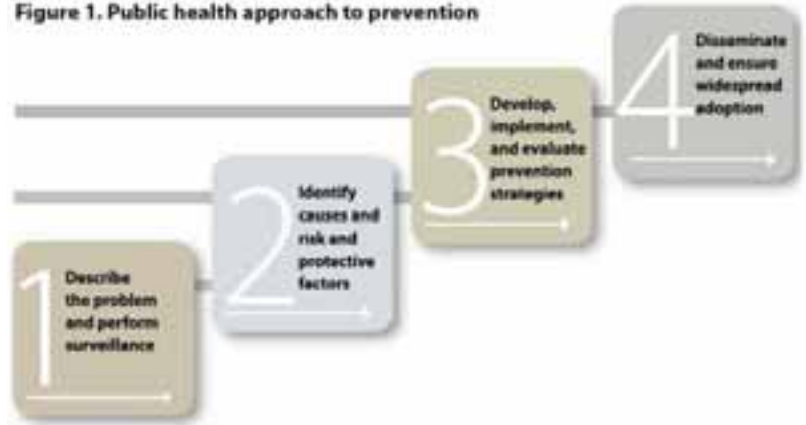 Figure 1. Public health approach to prevention
1
Describe
the problem
and perform
surveillance
2
Identify
causes and
risk and
protective
factors
3
Develop,
implement,
and evaluate
prevention
strategies
4
Disseminate
and ensure
widespread
adoption